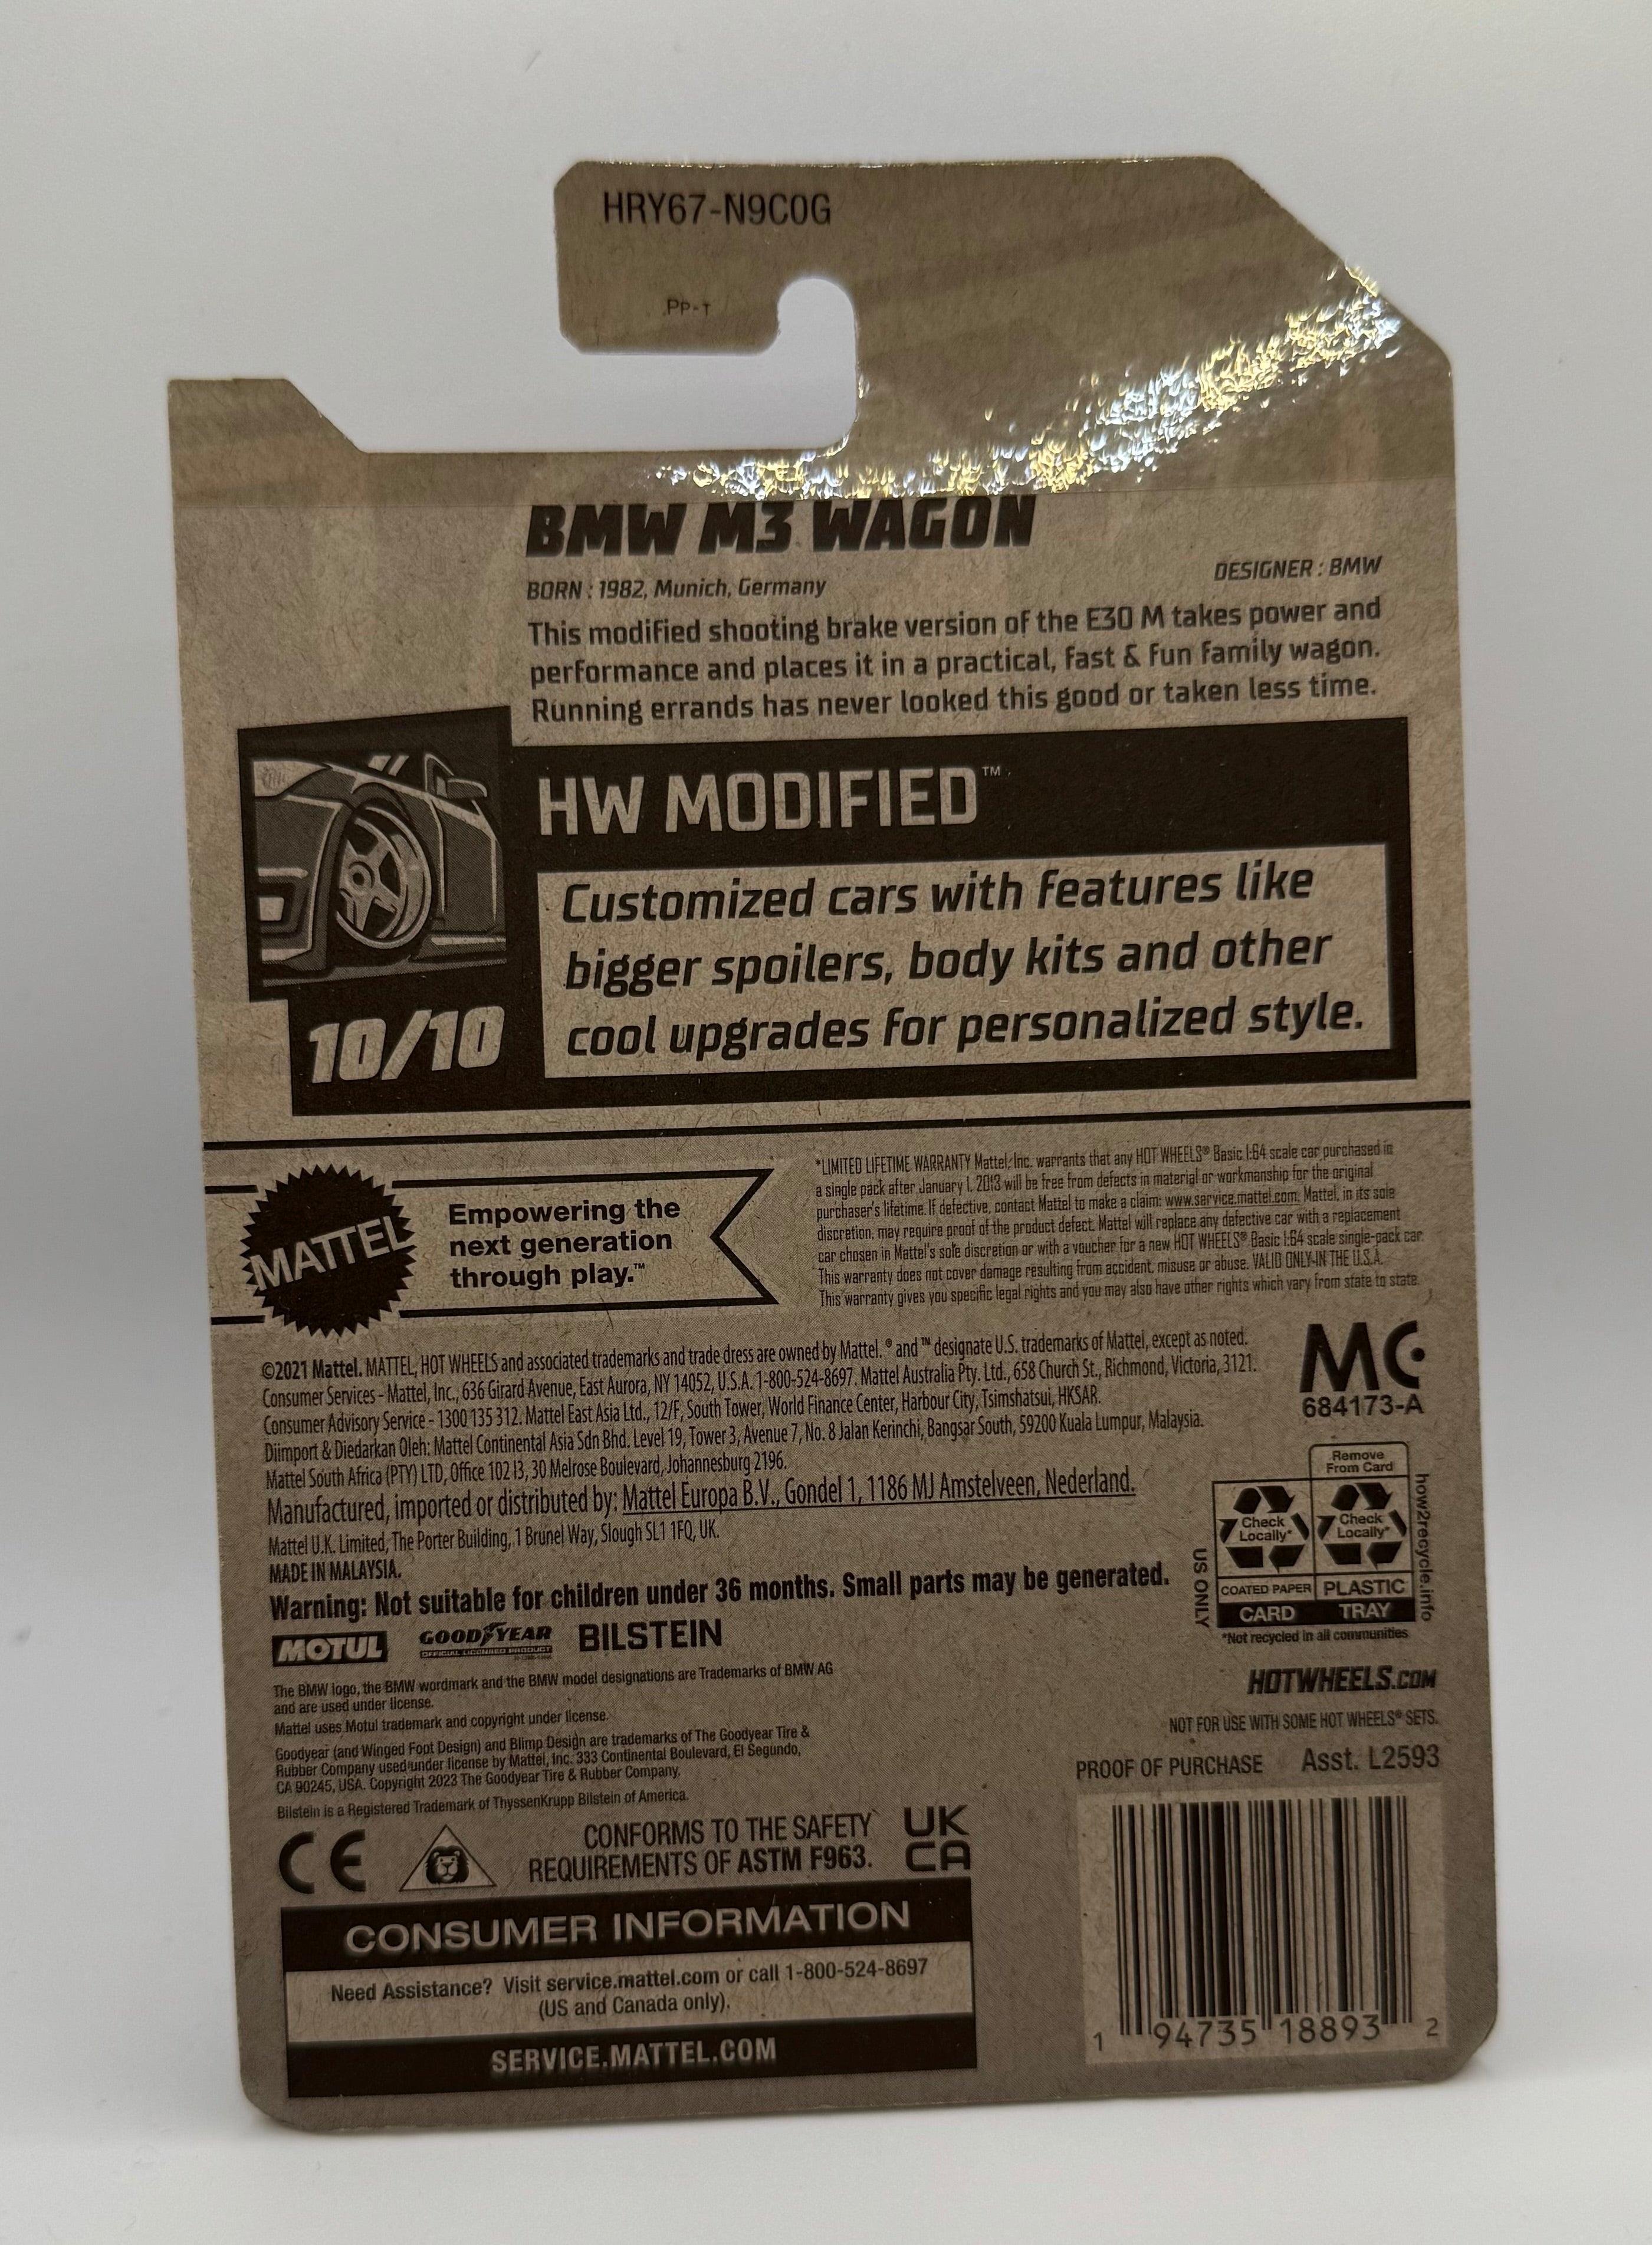 HRY67-N9C0G
PP-T
BMW M3 WAGON
BORN : 1982, Munich, Germany
DESIGNER : BMW
This modified shooting brake version of the E30 M takes power and
performance and places it in a practical, fast & fun family wagon.
Running errands has never looked this good or taken less time.
HW MODIFIED™
Customized cars with features like
bigger spoilers, body kits and other
cool upgrades for personalized style.
10/10
MATTEL
Empowering the
next generation
through play.™
*LIMITED LIFETIME WARRANTY Mattel, Inc. warrants that any HOT WHEELS® Basic 1:64 scale car purchased in
a single pack after January 1, 2013 will be free from defects in material or workmanship for the original
purchaser's lifetime. If defective, contact Mattel to make a claim: www.service.mattel.com. Mattel, in its sole
discretion, may require proof of the product defect. Mattel will replace any defective car with a replacement
car chosen in Mattel's sole discretion or with a voucher for a new HOT WHEELS® Basic 1:64 scale single-pack car.
This warranty does not cover damage resulting from accident, misuse or abuse. VALID ONLY IN THE U.S.A.
This warranty gives you specific legal rights and you may also have other rights which vary from state to state.
©2021 Mattel. MATTEL, HOT WHEELS and associated trademarks and trade dress are owned by Mattel. ® and ™ designate U.S. trademarks of Mattel, except as noted.
Consumer Services - Mattel, Inc., 636 Girard Avenue, East Aurora, NY 14052, U.S.A. 1-800-524-8697. Mattel Australia Pty. Ltd., 658 Church St., Richmond, Victoria, 3121.
Consumer Advisory Service - 1300 135 312. Mattel East Asia Ltd., 12/F, South Tower, World Finance Center, Harbour City, Tsimshatsui, HKSAR.
Diimport & Diedarkan Oleh: Mattel Continental Asia Sdn Bhd. Level 19, Tower 3, Avenue 7, No. 8 Jalan Kerinchi, Bangsar South, 59200 Kuala Lumpur, Malaysia.
Mattel South Africa (PTY) LTD, Office 102 I3, 30 Melrose Boulevard, Johannesburg 2196.
Manufactured, imported or distributed by: Mattel Europa B.V., Gondel 1, 1186 MJ Amstelveen, Nederland.
Mattel U.K. Limited, The Porter Building, 1 Brunel Way, Slough SL1 1FQ, UK.
MADE IN MALAYSIA.
Warning: Not suitable for children under 36 months. Small parts may be generated.
MC
684173-A
Remove
From Card
Check
Locally*
Check
Locally*
COATED PAPER
PLASTIC
CARD
TRAY
US ONLY
how2recycle.info
*Not recycled in all communities
MOTUL
GOODYEAR
OFFICIAL LICENSED PRODUCT
BILSTEIN
The BMW logo, the BMW wordmark and the BMW model designations are Trademarks of BMW AG
and are used under license.
Mattel uses Motul trademark and copyright under license.
Goodyear (and Winged Foot Design) and Blimp Design are trademarks of The Goodyear Tire &
Rubber Company used under license by Mattel, Inc. 333 Continental Boulevard, El Segundo,
CA 90245, USA. Copyright 2023 The Goodyear Tire & Rubber Company.
Bilstein is a Registered Trademark of ThyssenKrupp Bilstein of America.
HOTWHEELS.COM
NOT FOR USE WITH SOME HOT WHEELS® SETS.
PROOF OF PURCHASE
Asst. L2593
CE
CONFORMS TO THE SAFETY
REQUIREMENTS OF ASTM F963.
UK
CA
CONSUMER INFORMATION
Need Assistance? Visit service.mattel.com or call 1-800-524-8697
(US and Canada only).
SERVICE.MATTEL.COM
1 94735 18893 2